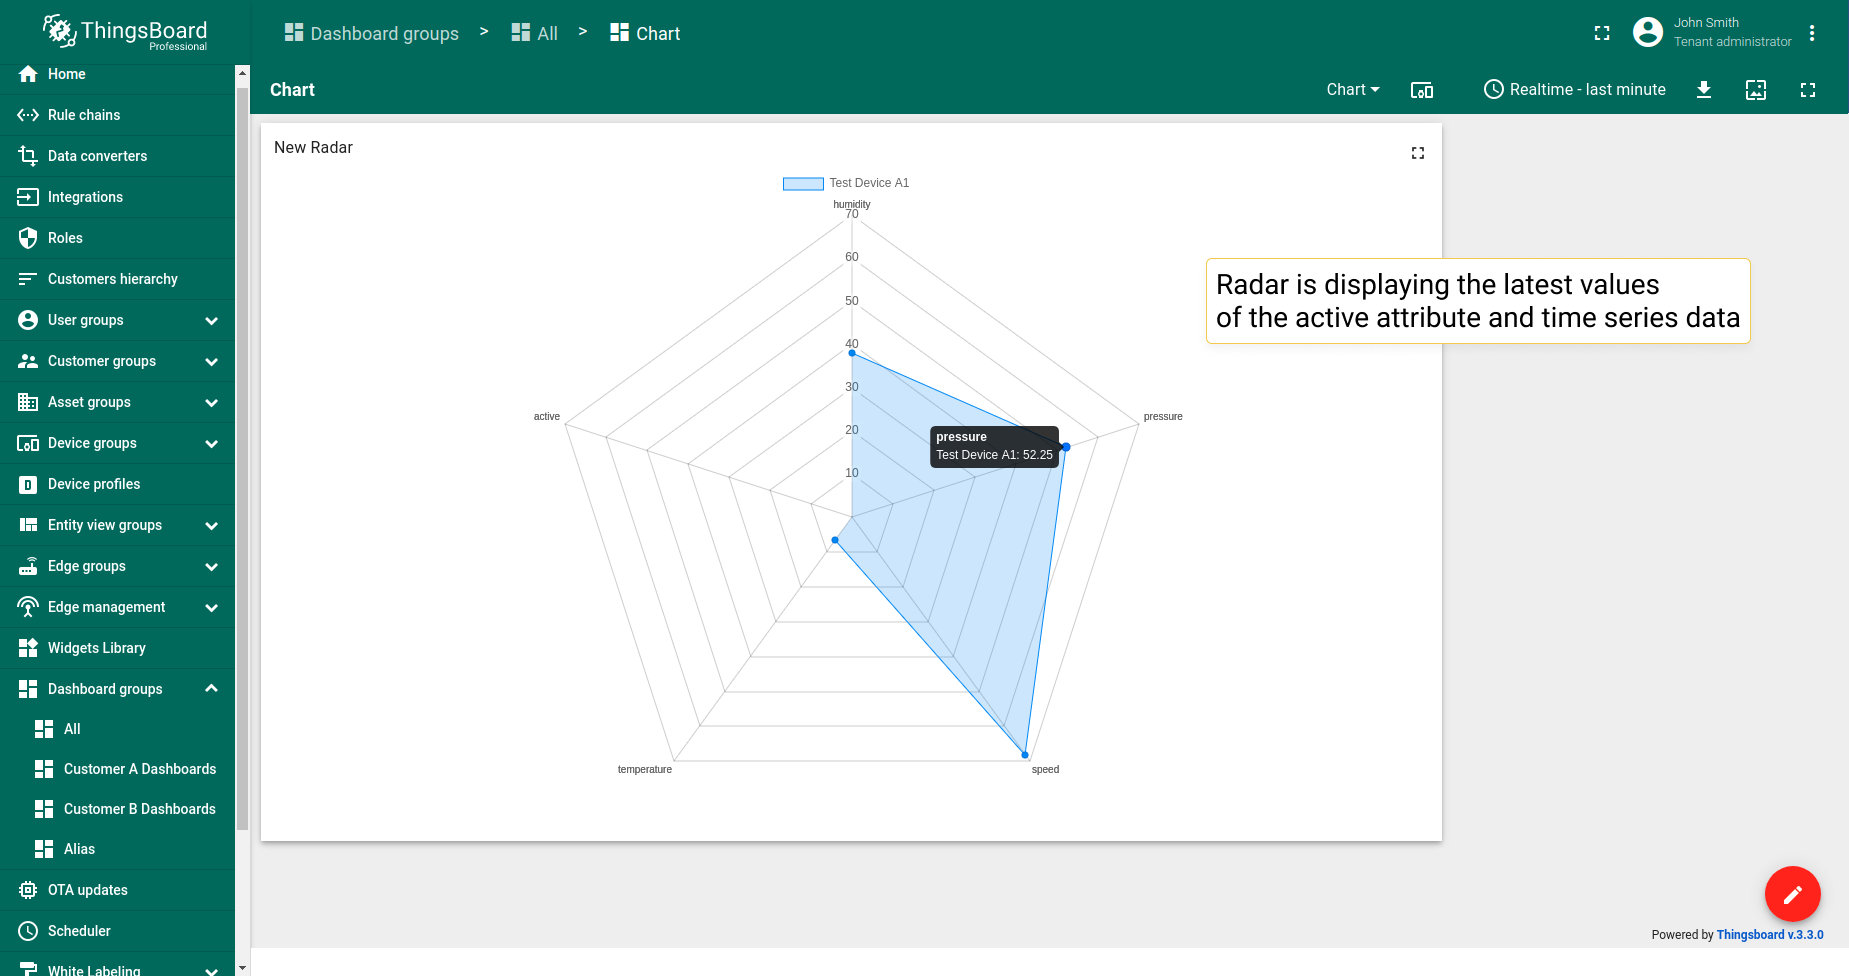 ThingsBoard
Professional
Dashboard groups > All > Chart
John Smith
Tenant administrator
Chart
Chart
Realtime - last minute
Home
Rule chains
Data converters
Integrations
Roles
Customers hierarchy
User groups
Customer groups
Asset groups
Device groups
Device profiles
Entity view groups
Edge groups
Edge management
Widgets Library
Dashboard groups
All
Customer A Dashboards
Customer B Dashboards
Alias
OTA updates
Scheduler
White Labeling
New Radar
Test Device A1
humidity
70
60
50
40
30
20
10
active
pressure
pressure
Test Device A1: 52.25
temperature
speed
Radar is displaying the latest values
of the active attribute and time series data
Powered by Thingsboard v.3.3.0